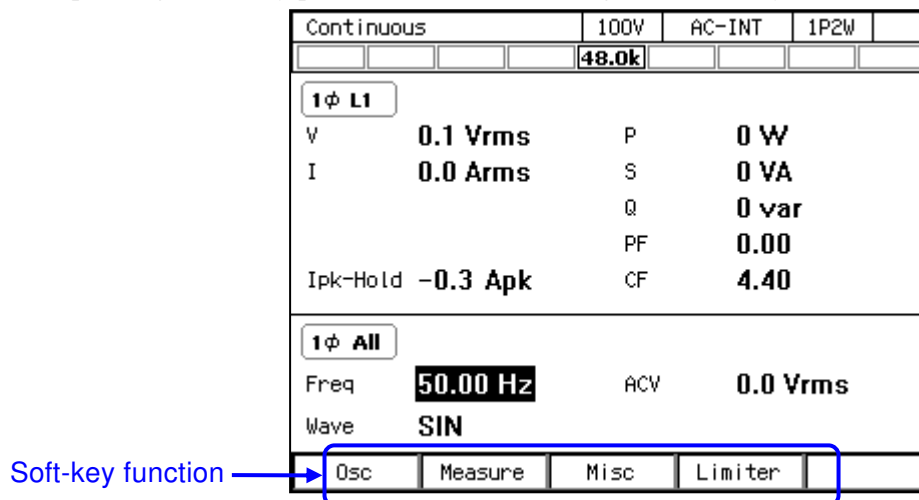 Continuous 100V AC-INT 1P2W
48.0k
1ϕ L1
V 0.1 Vrms P 0 W
I 0.0 Arms S 0 VA
Q 0 var
PF 0.00
Ipk-Hold -0.3 Apk CF 4.40
1ϕ All
Freq 50.00 Hz ACV 0.0 Vrms
Wave SIN
Soft-key function Osc Measure Misc Limiter